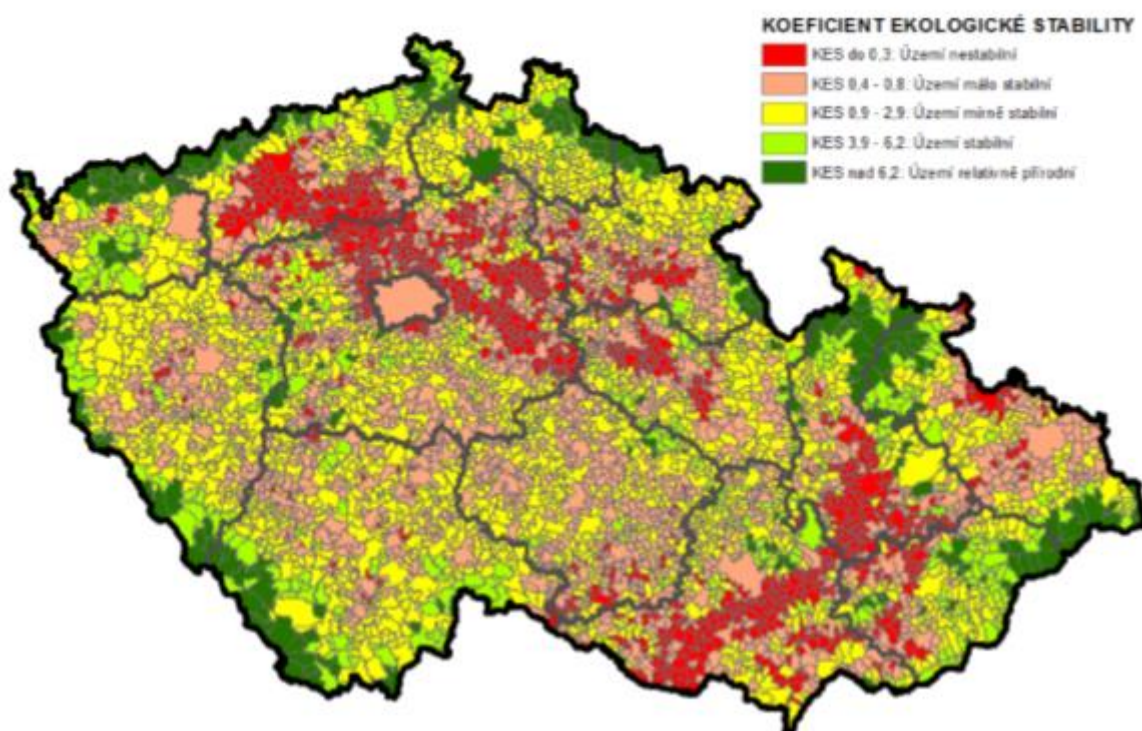 KOEFICIENT EKOLOGICKÉ STABILITY
KES do 0,3: Území nestabilní
KES 0,4 - 0,8: Území málo stabilní
KES 0,9 - 2,9: Území mírně stabilní
KES 3,9 - 6,2: Území stabilní
KES nad 6,2: Území relativně přírodní